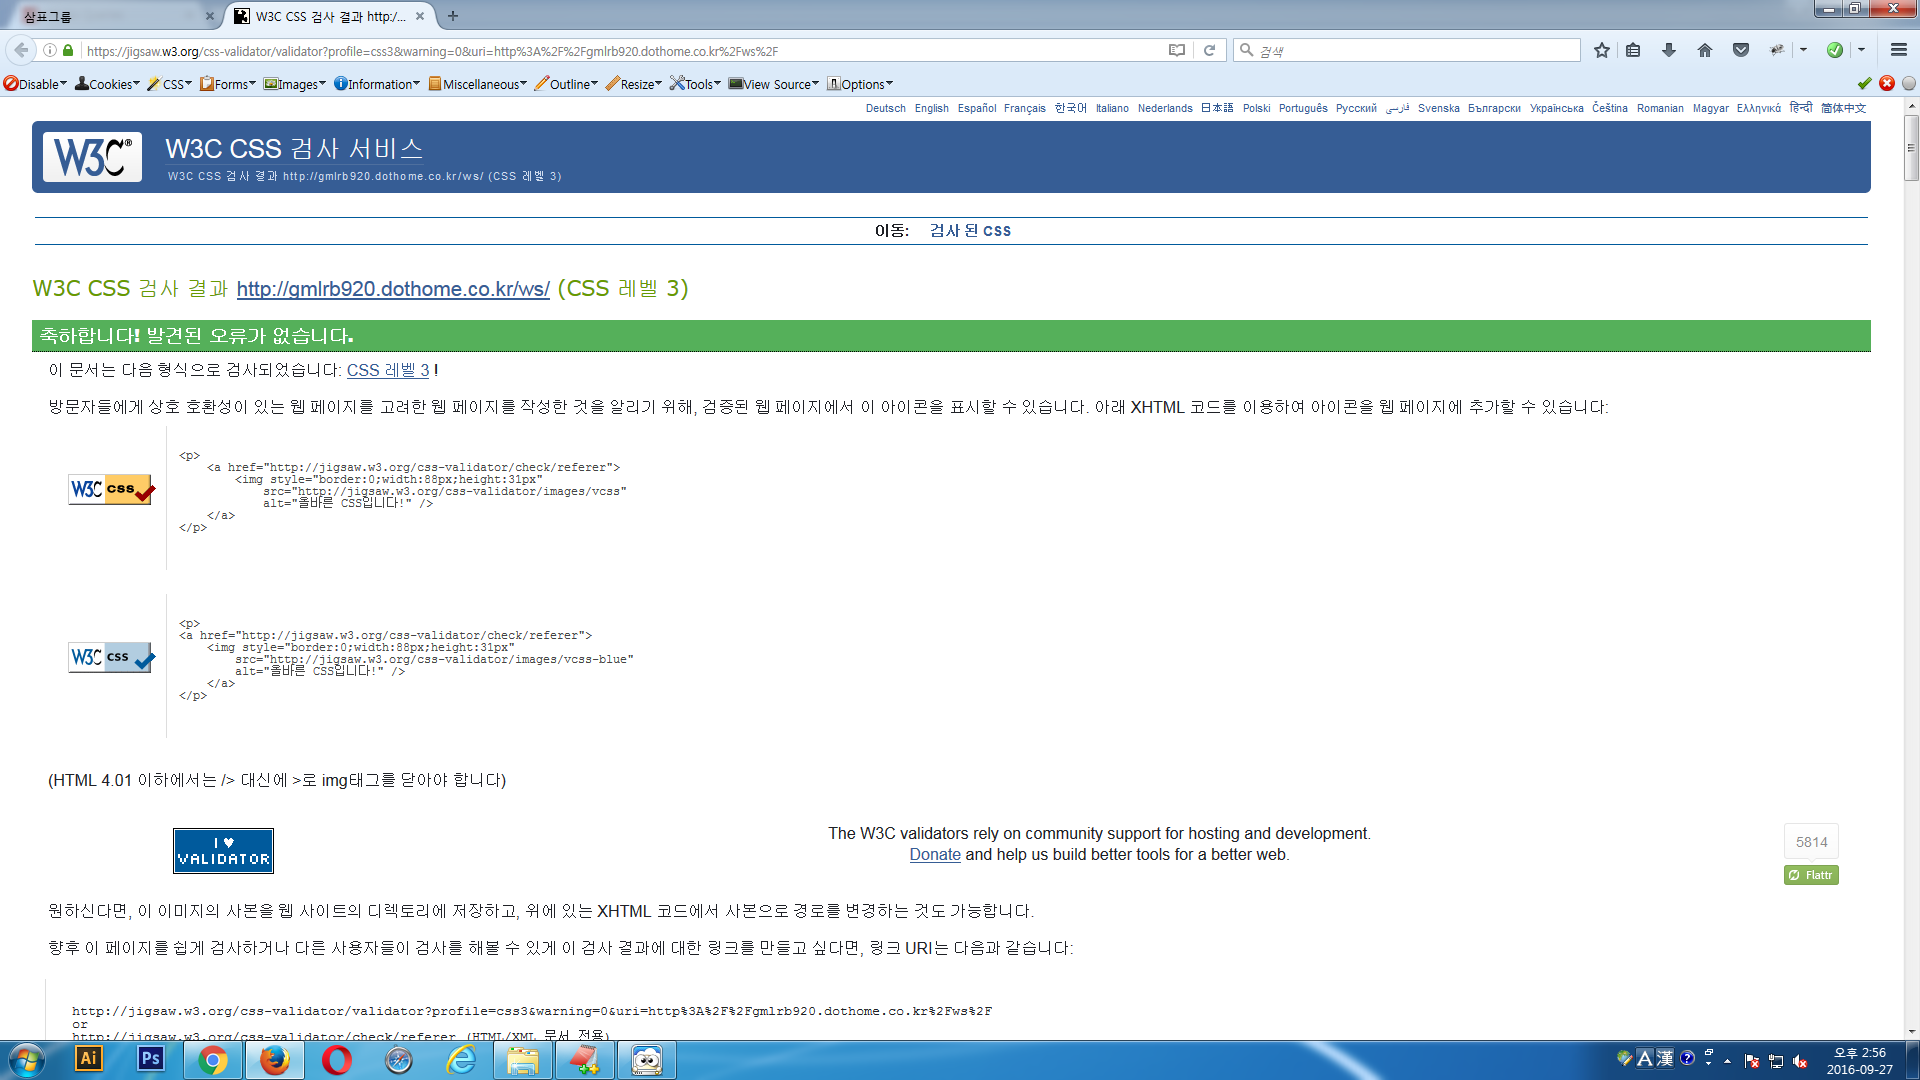 삼표그룹
W3C CSS 검사 결과 http:/...
https://jigsaw.w3.org/css-validator/validator?profile=css3&warning=0&uri=http%3A%2F%2Fgmlrb920.dothome.co.kr%2Fws%2F
검색
Disable Cookies CSS Forms Images Information Miscellaneous Outline Resize Tools View Source Options
Deutsch English Español Français 한국어 Italiano Nederlands 日本語 Polski Português Русский فارسی Svenska Български Українська Čeština Romanian Magyar Ελληνικά हिन्दी 简体中文
W3C®
W3C CSS 검사 서비스
W3C CSS 검사 결과 http://gmlrb920.dothome.co.kr/ws/ (CSS 레벨 3)
이동: 검사 된 CSS
W3C CSS 검사 결과 http://gmlrb920.dothome.co.kr/ws/ (CSS 레벨 3)
축하합니다! 발견된 오류가 없습니다.
이 문서는 다음 형식으로 검사되었습니다: CSS 레벨 3 !
방문자들에게 상호 호환성이 있는 웹 페이지를 고려한 웹 페이지를 작성한 것을 알리기 위해, 검증된 웹 페이지에서 이 아이콘을 표시할 수 있습니다. 아래 XHTML 코드를 이용하여 아이콘을 웹 페이지에 추가할 수 있습니다:
W3C CSS
<p>
<a href="http://jigsaw.w3.org/css-validator/check/referer">
<img style="border:0;width:88px;height:31px"
src="http://jigsaw.w3.org/css-validator/images/vcss"
alt="올바른 CSS입니다!" />
</a>
</p>
W3C CSS
<p>
<a href="http://jigsaw.w3.org/css-validator/check/referer">
<img style="border:0;width:88px;height:31px"
src="http://jigsaw.w3.org/css-validator/images/vcss-blue"
alt="올바른 CSS입니다!" />
</a>
</p>
(HTML 4.01 이하에서는 /> 대신에 >로 img태그를 닫아야 합니다)
I ♥
VALIDATOR
The W3C validators rely on community support for hosting and development.
Donate and help us build better tools for a better web.
5814
Flattr
원하신다면, 이 이미지의 사본을 웹 사이트의 디렉토리에 저장하고, 위에 있는 XHTML 코드에서 사본으로 경로를 변경하는 것도 가능합니다.
향후 이 페이지를 쉽게 검사하거나 다른 사용자들이 검사를 해볼 수 있게 이 검사 결과에 대한 링크를 만들고 싶다면, 링크 URI는 다음과 같습니다:
http://jigsaw.w3.org/css-validator/validator?profile=css3&warning=0&uri=http%3A%2F%2Fgmlrb920.dothome.co.kr%2Fws%2F
or
http://jigsaw.w3.org/css-validator/check/referer (HTML/XML 문서 전용)
Ai
Ps
A 漢
오후 2:56
2016-09-27